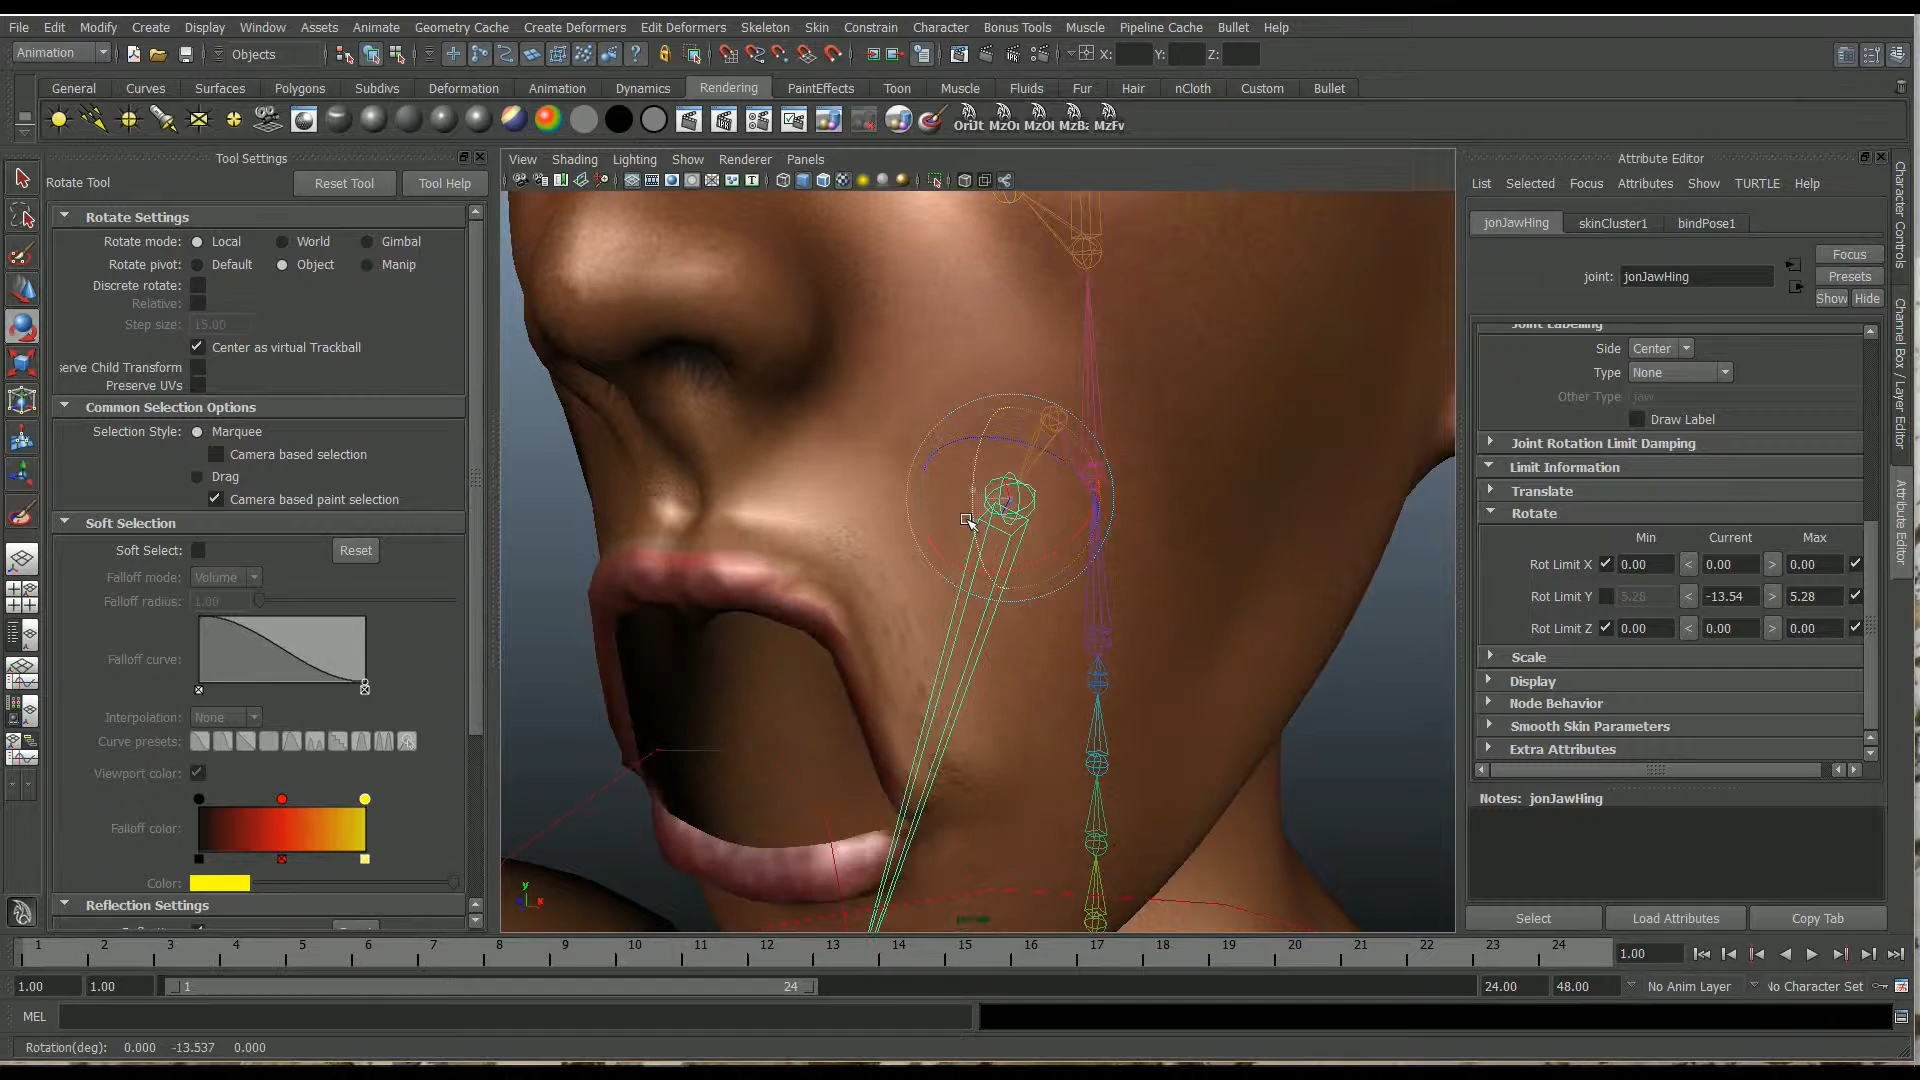 File Edit Modify Create Display Window Assets Animate Geometry Cache Create Deformers Edit Deformers Skeleton Skin Constrain Character Bonus Tools Muscle Pipeline Cache Bullet Help
Animation Objects X: Y: Z:
General Curves Surfaces Polygons Subdivs Deformation Animation Dynamics Rendering PaintEffects Toon Muscle Fluids Fur Hair nCloth Custom Bullet
Tool Settings
Rotate Tool Reset Tool Tool Help
Rotate Settings
Rotate mode: Local World Gimbal
Rotate pivot: Default Object Manip
Discrete rotate:
Relative:
Step size: 15.00
Center as virtual Trackball
serve Child Transform
Preserve UVs
Common Selection Options
Selection Style: Marquee
Camera based selection
Drag
Camera based paint selection
Soft Selection
Soft Select: Reset
Falloff mode: Volume
Falloff radius: 1.00
Falloff curve:
Interpolation: None
Curve presets:
Viewport color:
Falloff color:
Color:
Reflection Settings
View Shading Lighting Show Renderer Panels
y
x
Attribute Editor
List Selected Focus Attributes Show TURTLE Help
jonJawHing skinCluster1 bindPose1
joint: jonJawHing
Focus
Presets
Show Hide
Joint Labelling
Side Center
Type None
Other Type jaw
Draw Label
Joint Rotation Limit Damping
Limit Information
Translate
Rotate
Min Current Max
Rot Limit X 0.00 < 0.00 > 0.00
Rot Limit Y 5.28 < -13.54 > 5.28
Rot Limit Z 0.00 < 0.00 > 0.00
Scale
Display
Node Behavior
Smooth Skin Parameters
Extra Attributes
Notes: jonJawHing
Select Load Attributes Copy Tab
Character Controls
Channel Box / Layer Editor
Attribute Editor
1 2 3 4 5 6 7 8 9 10 11 12 13 14 15 16 17 18 19 20 21 22 23 24 1.00
1.00 1.00 1 24 24.00 48.00 No Anim Layer No Character Set
MEL
Rotation(deg): 0.000 -13.537 0.000